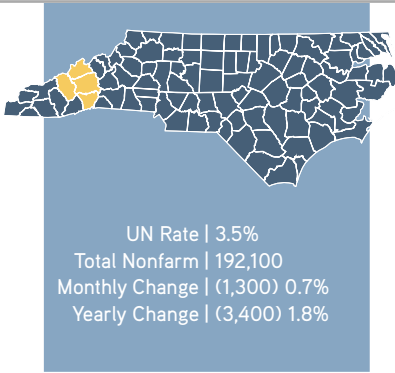 UN Rate | 3.5%
Total Nonfarm | 192,100
Monthly Change | (1,300) 0.7%
Yearly Change | (3,400) 1.8%